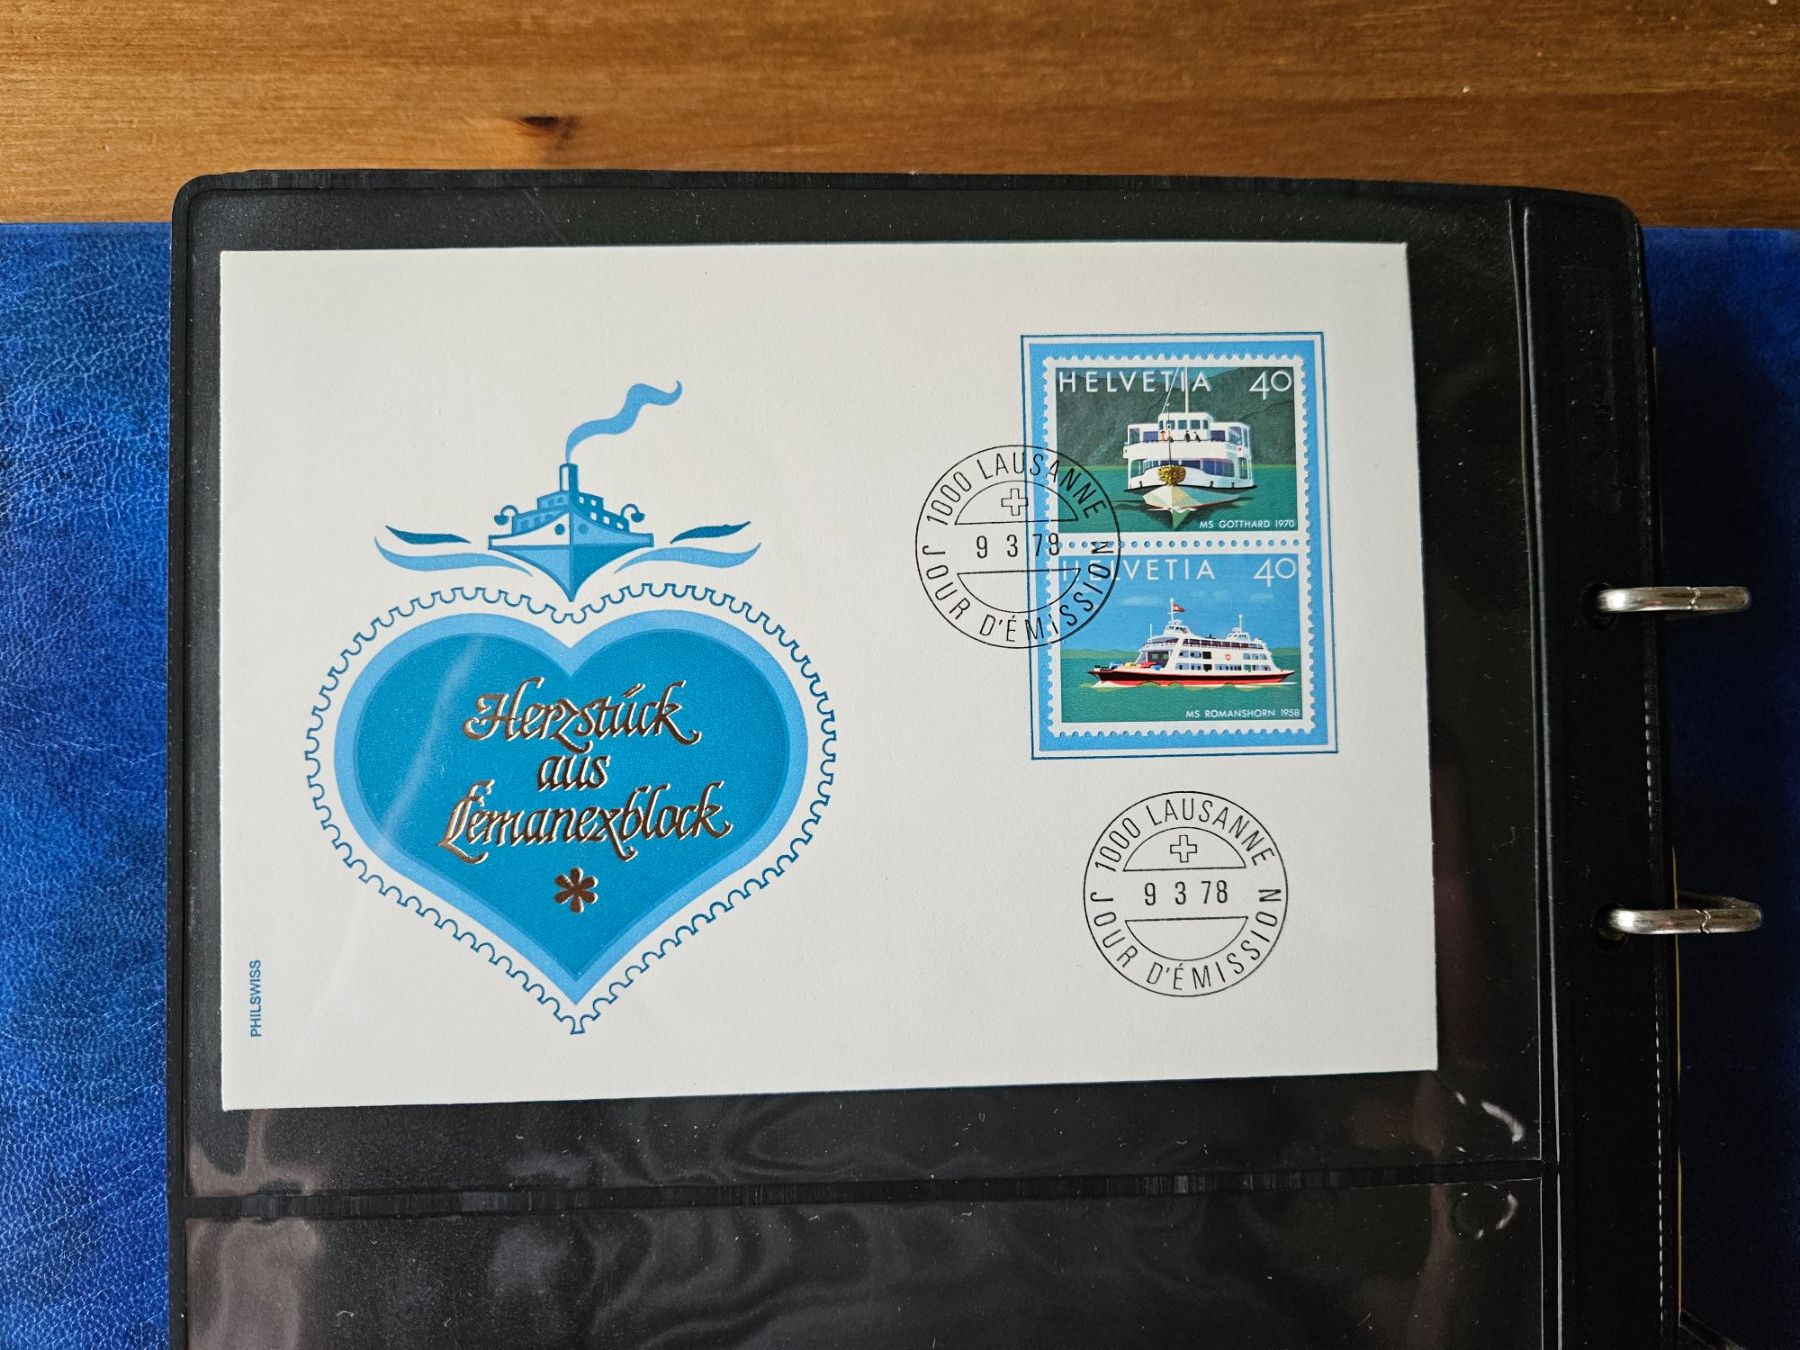 Herzstück
aus
Lémanexblock
*
PHILSWISS
HELVETIA 40
MS GOTTHARD 1970
HELVETIA 40
MS ROMANSHORN 1958
1000 LAUSANNE
9 3 78
JOUR D'ÉMISSION
1000 LAUSANNE
9 3 78
JOUR D'ÉMISSION